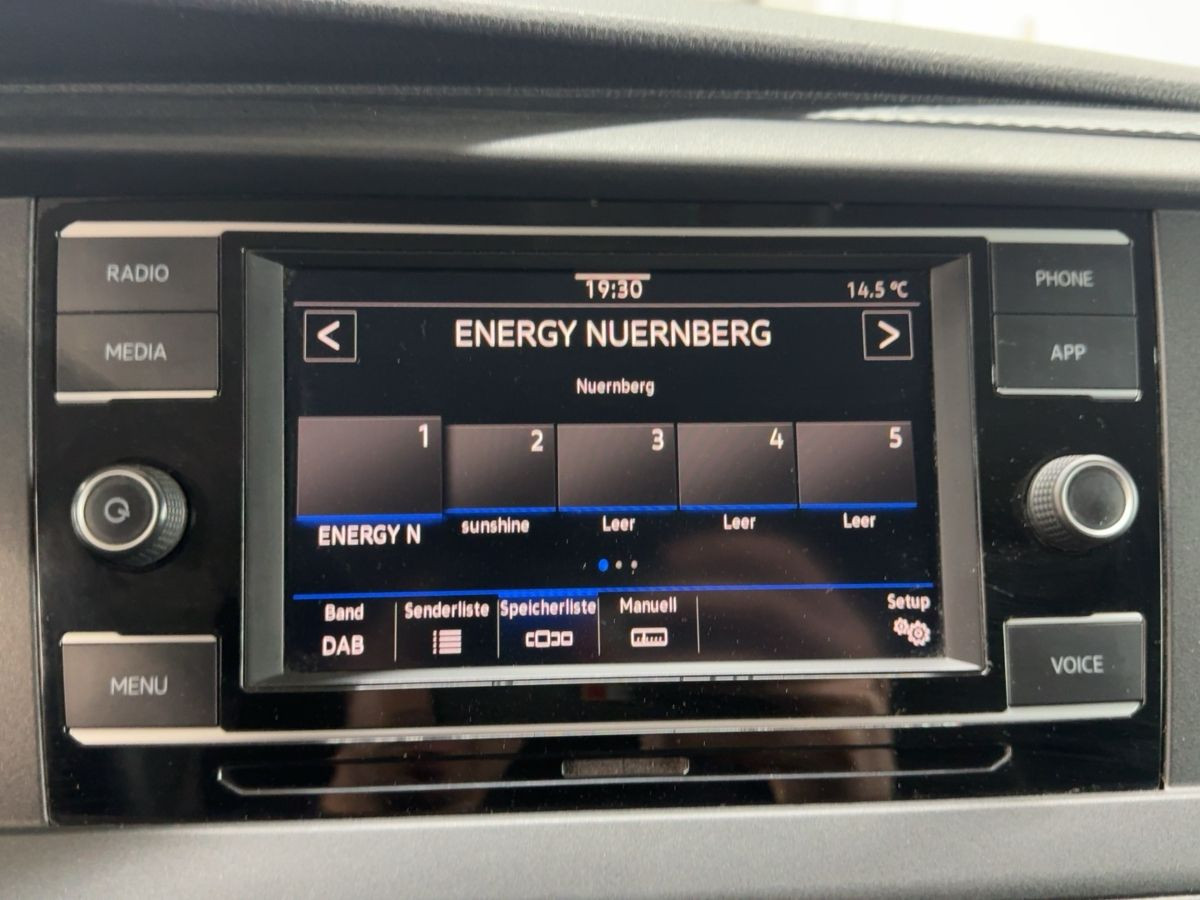 RADIO
MEDIA
MENU
19:30
14.5 °C
<
ENERGY NUERNBERG
>
Nuernberg
1
2
3
4
5
ENERGY N
sunshine
Leer
Leer
Leer
Band
DAB
Senderliste
Speicherliste
Manuell
Setup
PHONE
APP
VOICE